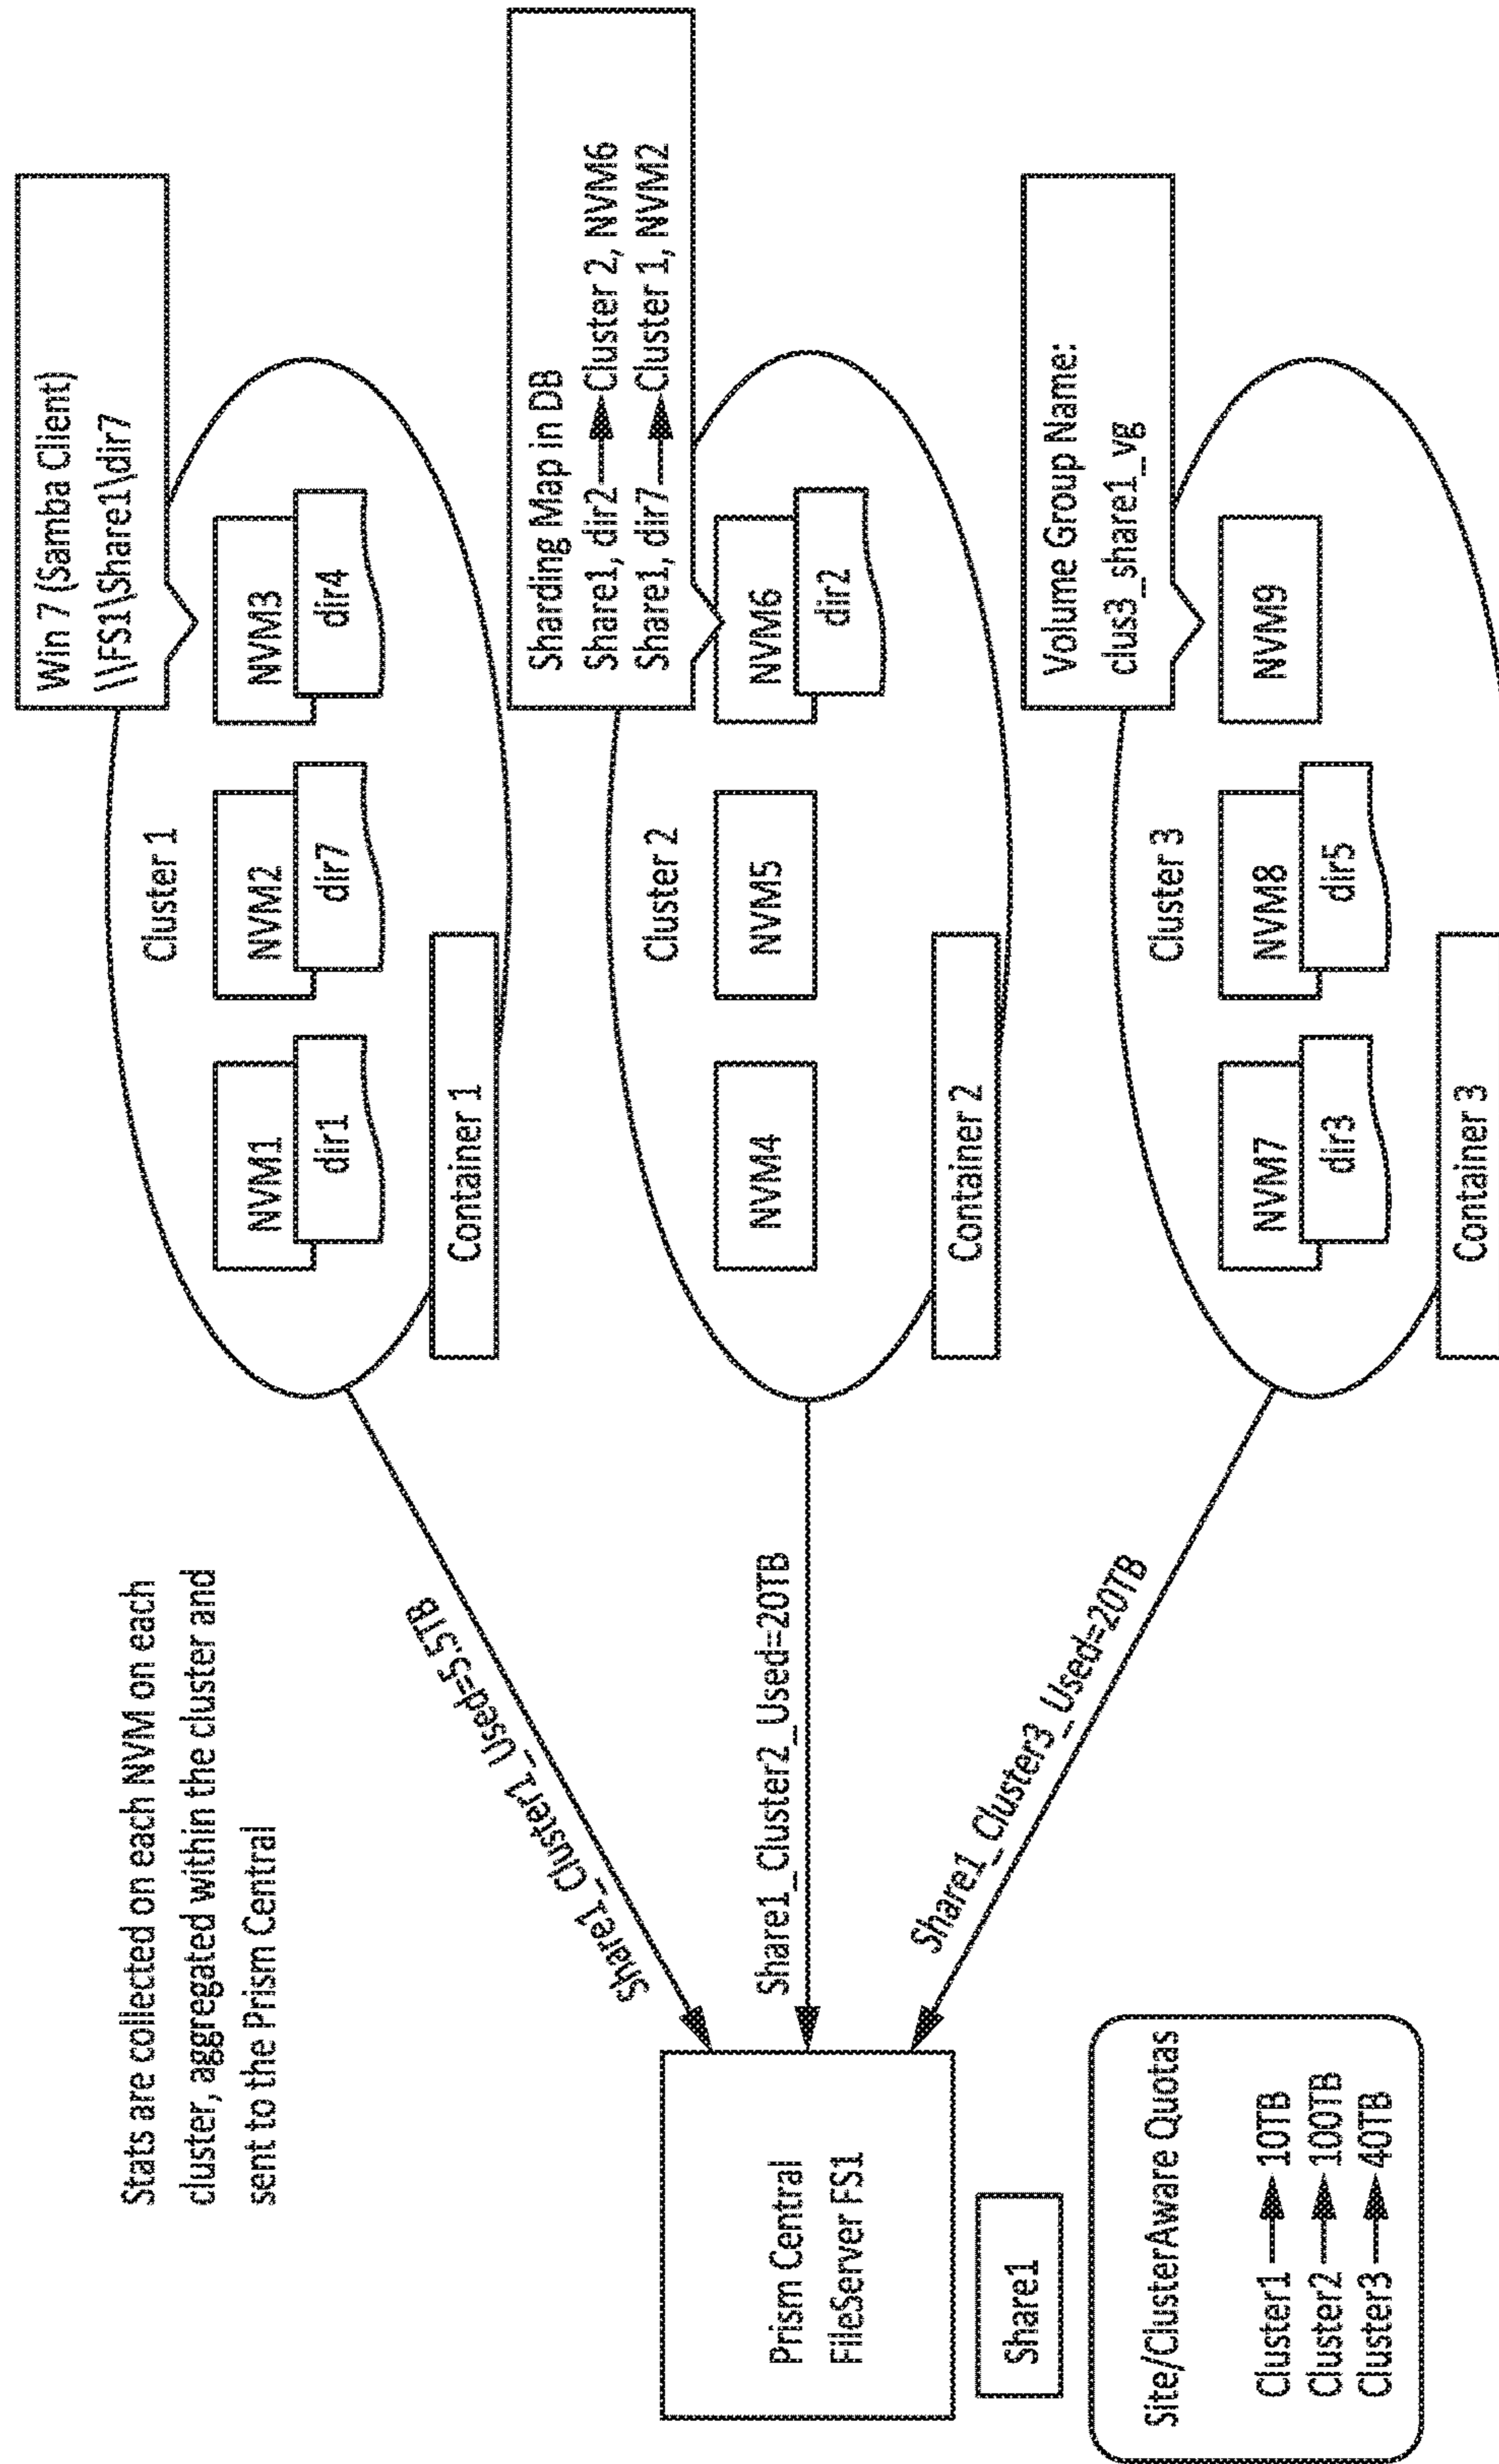 Stats are collected on each NVM on each
cluster, aggregated within the cluster and
sent to the Prism Central
Win 7 (Samba Client)
\\FS1\Share1\dir7
Cluster 1
NVM1
NVM2
NVM3
dir1
dir7
dir4
Container 1
Share1_Cluster1_Used=5.5TB
Prism Central
FileServer FS1
Share1
Share1_Cluster2_Used=20TB
Sharding Map in DB
Share1, dir2 → Cluster 2, NVM6
Share1, dir7 → Cluster 1, NVM2
Cluster 2
NVM4
NVM5
NVM6
dir2
Container 2
Share1_Cluster3_Used=20TB
Volume Group Name:
clus3_share1_vg
Cluster 3
NVM7
NVM8
NVM9
dir3
dir5
Container 3
Site/ClusterAware Quotas
Cluster1 → 10TB
Cluster2 → 100TB
Cluster3 → 40TB